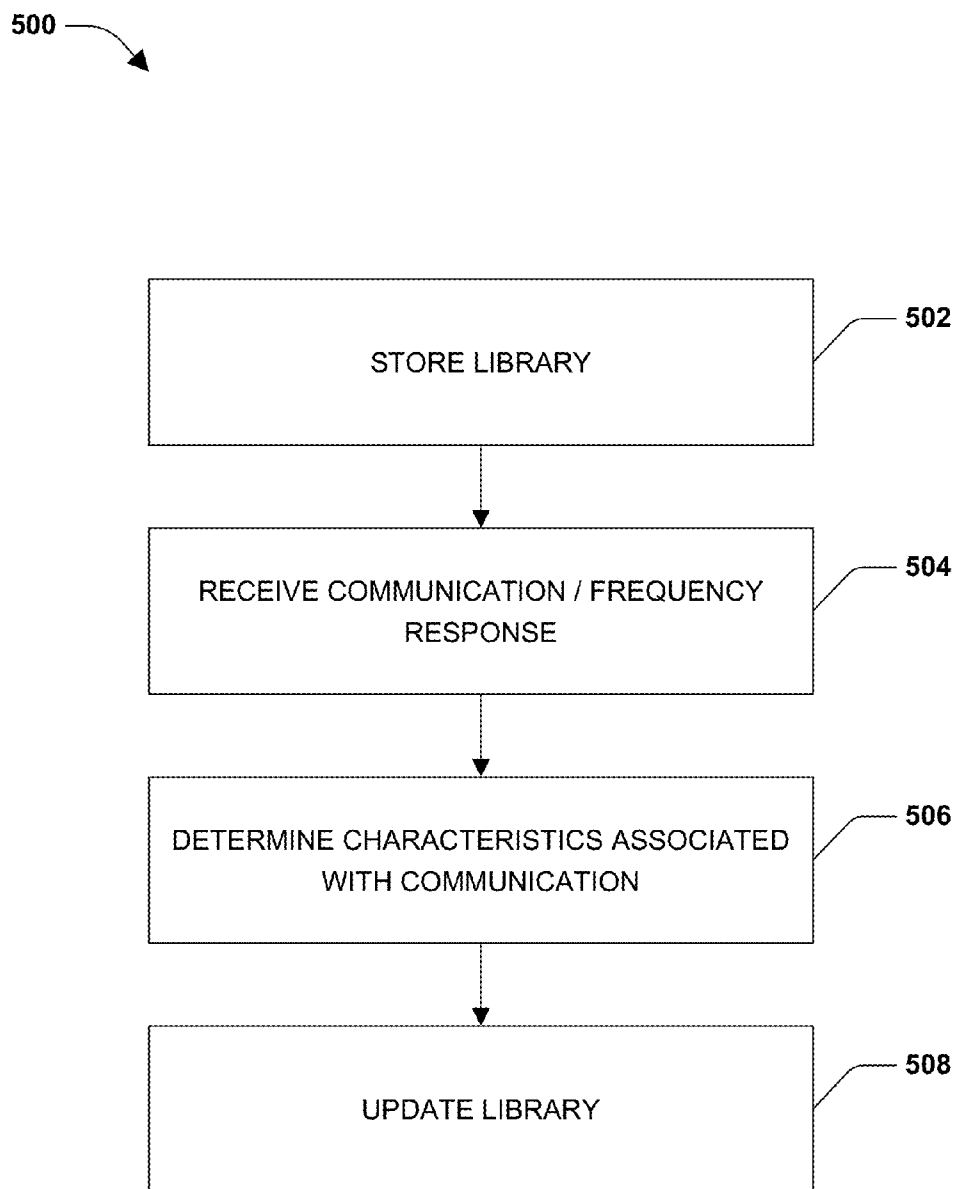 500
STORE LIBRARY
502
RECEIVE COMMUNICATION / FREQUENCY
RESPONSE
504
DETERMINE CHARACTERISTICS ASSOCIATED
WITH COMMUNICATION
506
UPDATE LIBRARY
508